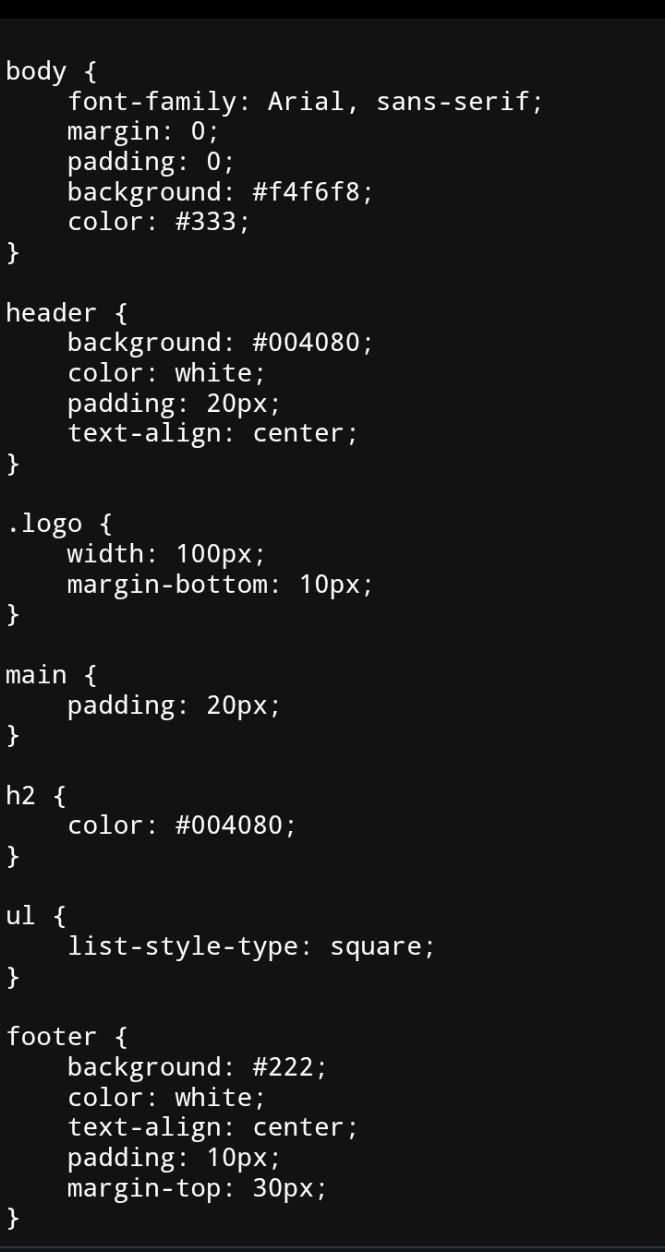 body {
    font-family: Arial, sans-serif;
    margin: 0;
    padding: 0;
    background: #f4f6f8;
    color: #333;
}

header {
    background: #004080;
    color: white;
    padding: 20px;
    text-align: center;
}

.logo {
    width: 100px;
    margin-bottom: 10px;
}

main {
    padding: 20px;
}

h2 {
    color: #004080;
}

ul {
    list-style-type: square;
}

footer {
    background: #222;
    color: white;
    text-align: center;
    padding: 10px;
    margin-top: 30px;
}